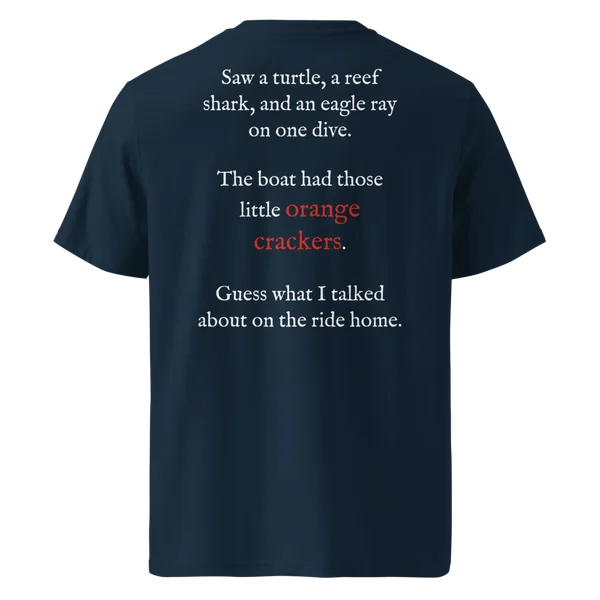 Saw a turtle, a reef
shark, and an eagle ray
on one dive.
The boat had those
little orange
crackers.
Guess what I talked
about on the ride home.